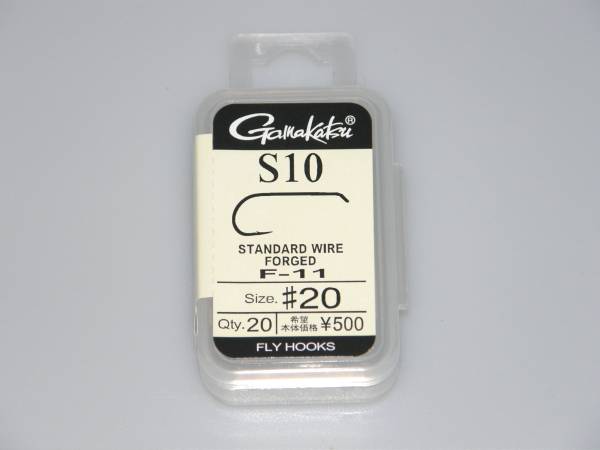 Gamakatsu®
S10
STANDARD WIRE
FORGED
F-11
Size. #20
Qty. 20 希望本体価格 ¥500
FLY HOOKS